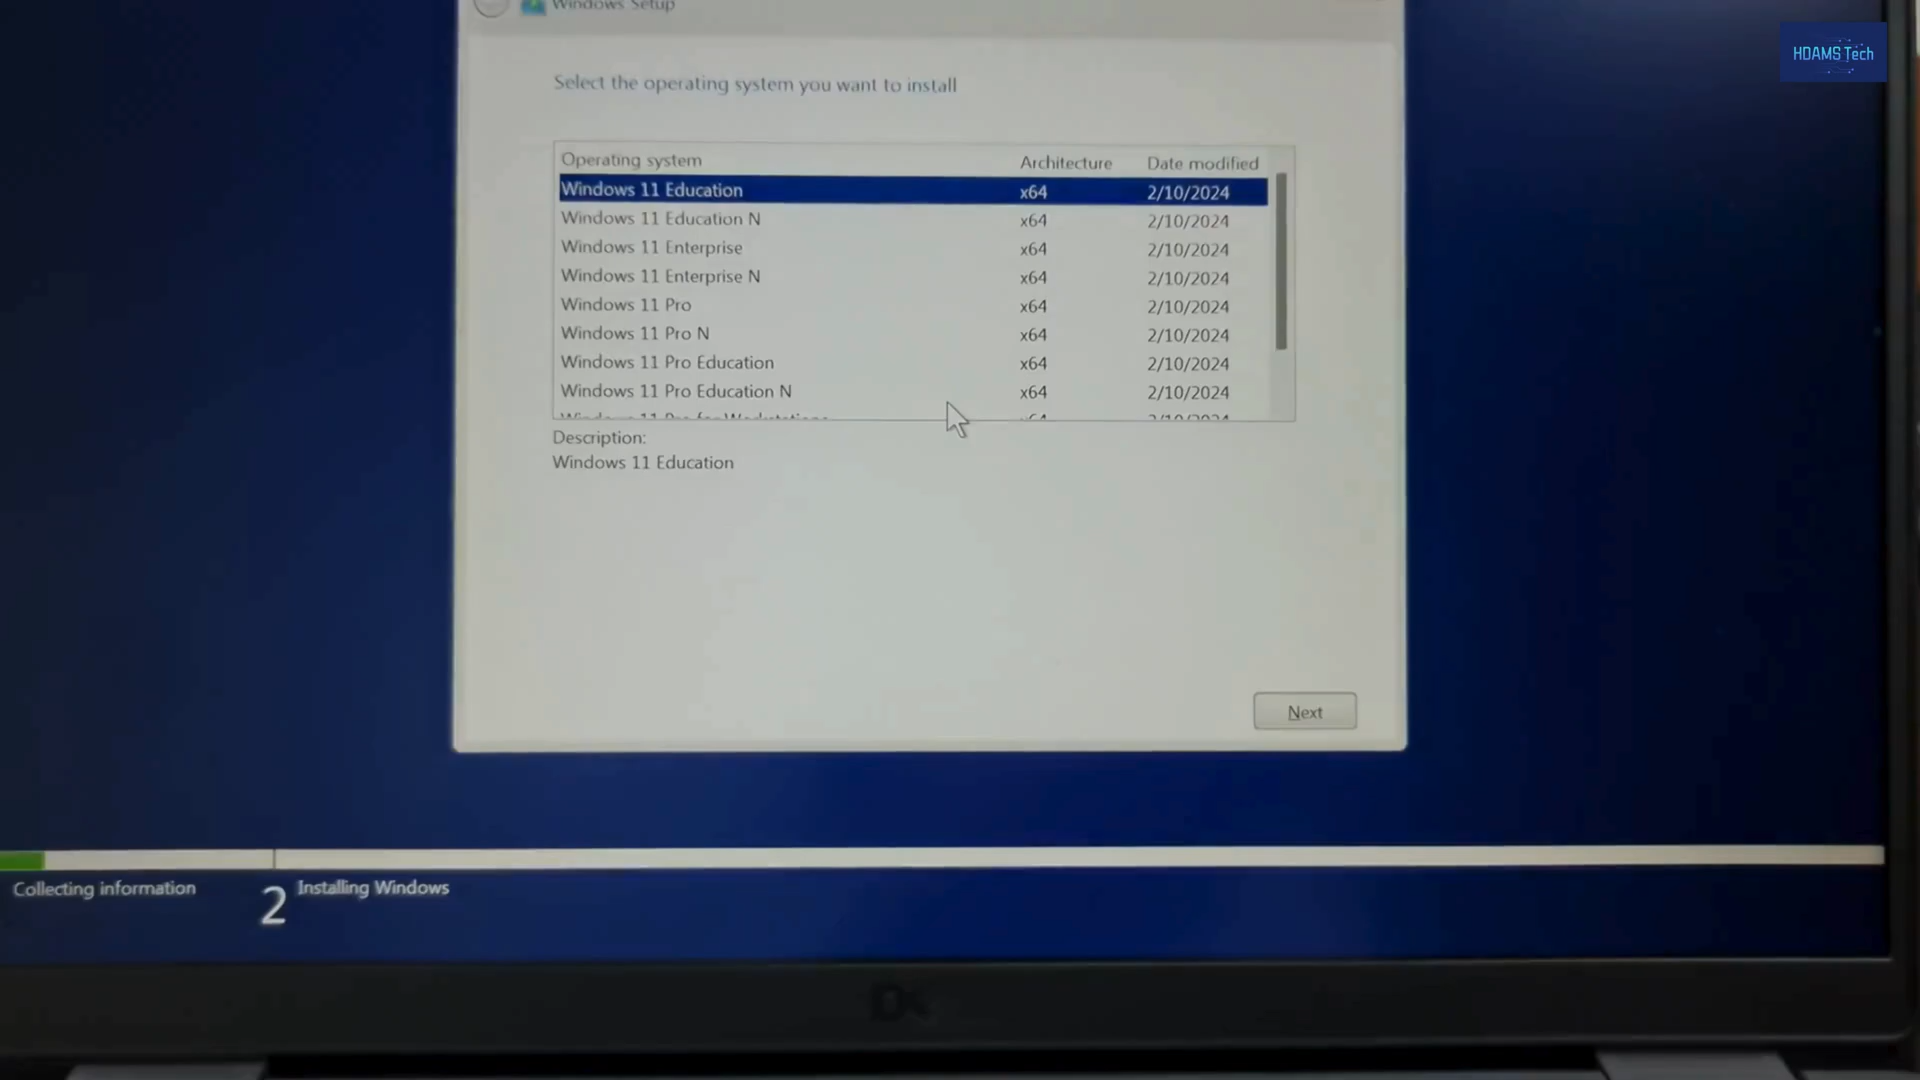 Windows Setup
HDAMS Tech
Select the operating system you want to install
Operating system Architecture Date modified
Windows 11 Education x64 2/10/2024
Windows 11 Education N x64 2/10/2024
Windows 11 Enterprise x64 2/10/2024
Windows 11 Enterprise N x64 2/10/2024
Windows 11 Pro x64 2/10/2024
Windows 11 Pro N x64 2/10/2024
Windows 11 Pro Education x64 2/10/2024
Windows 11 Pro Education N x64 2/10/2024
Description:
Windows 11 Education
Next
Collecting information
2 Installing Windows